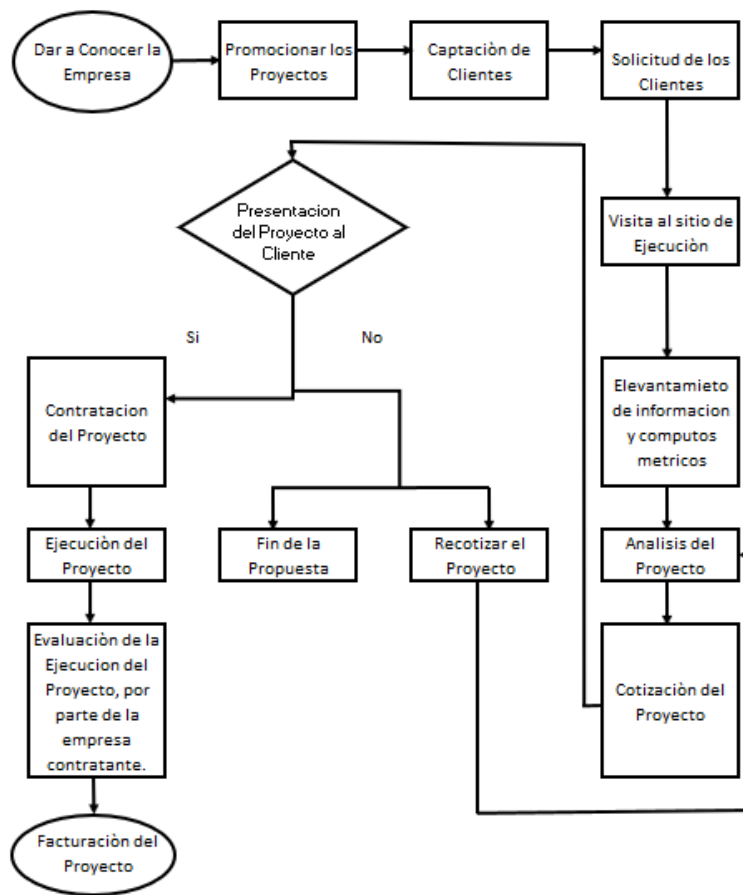 Dar a Conocer la
Empresa
Promocionar los
Proyectos
Captaciòn de
Clientes
Solicitud de los
Clientes
Presentacion
del Proyecto al
Cliente
Visita al sitio de
Ejecuciòn
Si
No
Contratacion
del Proyecto
Elevantamieto
de informacion
y computos
metricos
Ejecuciòn del
Proyecto
Fin de la
Propuesta
Recotizar el
Proyecto
Analisis del
Proyecto
Evaluaciòn de la
Ejecucion del
Proyecto, por
parte de la
empresa
contratante.
Cotizaciòn del
Proyecto
Facturaciòn del
Proyecto